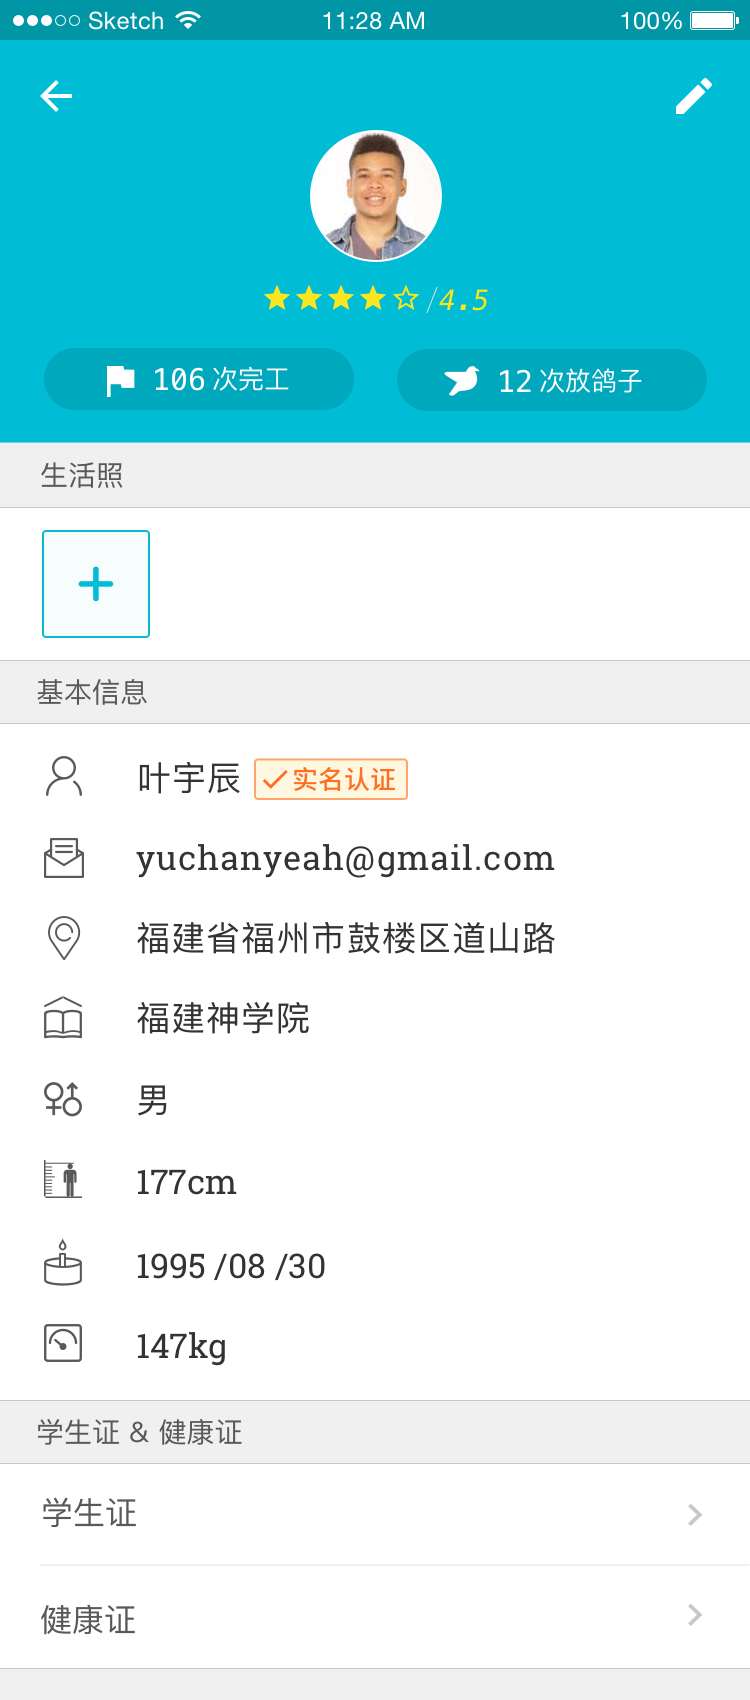 Sketch 11:28 AM 100%
/4.5
106 次完工 12 次放鸽子
生活照
基本信息
叶宇辰 实名认证
yuchanyeah@gmail.com
福建省福州市鼓楼区道山路
福建神学院
男
177cm
1995 /08 /30
147kg
学生证 & 健康证
学生证
健康证